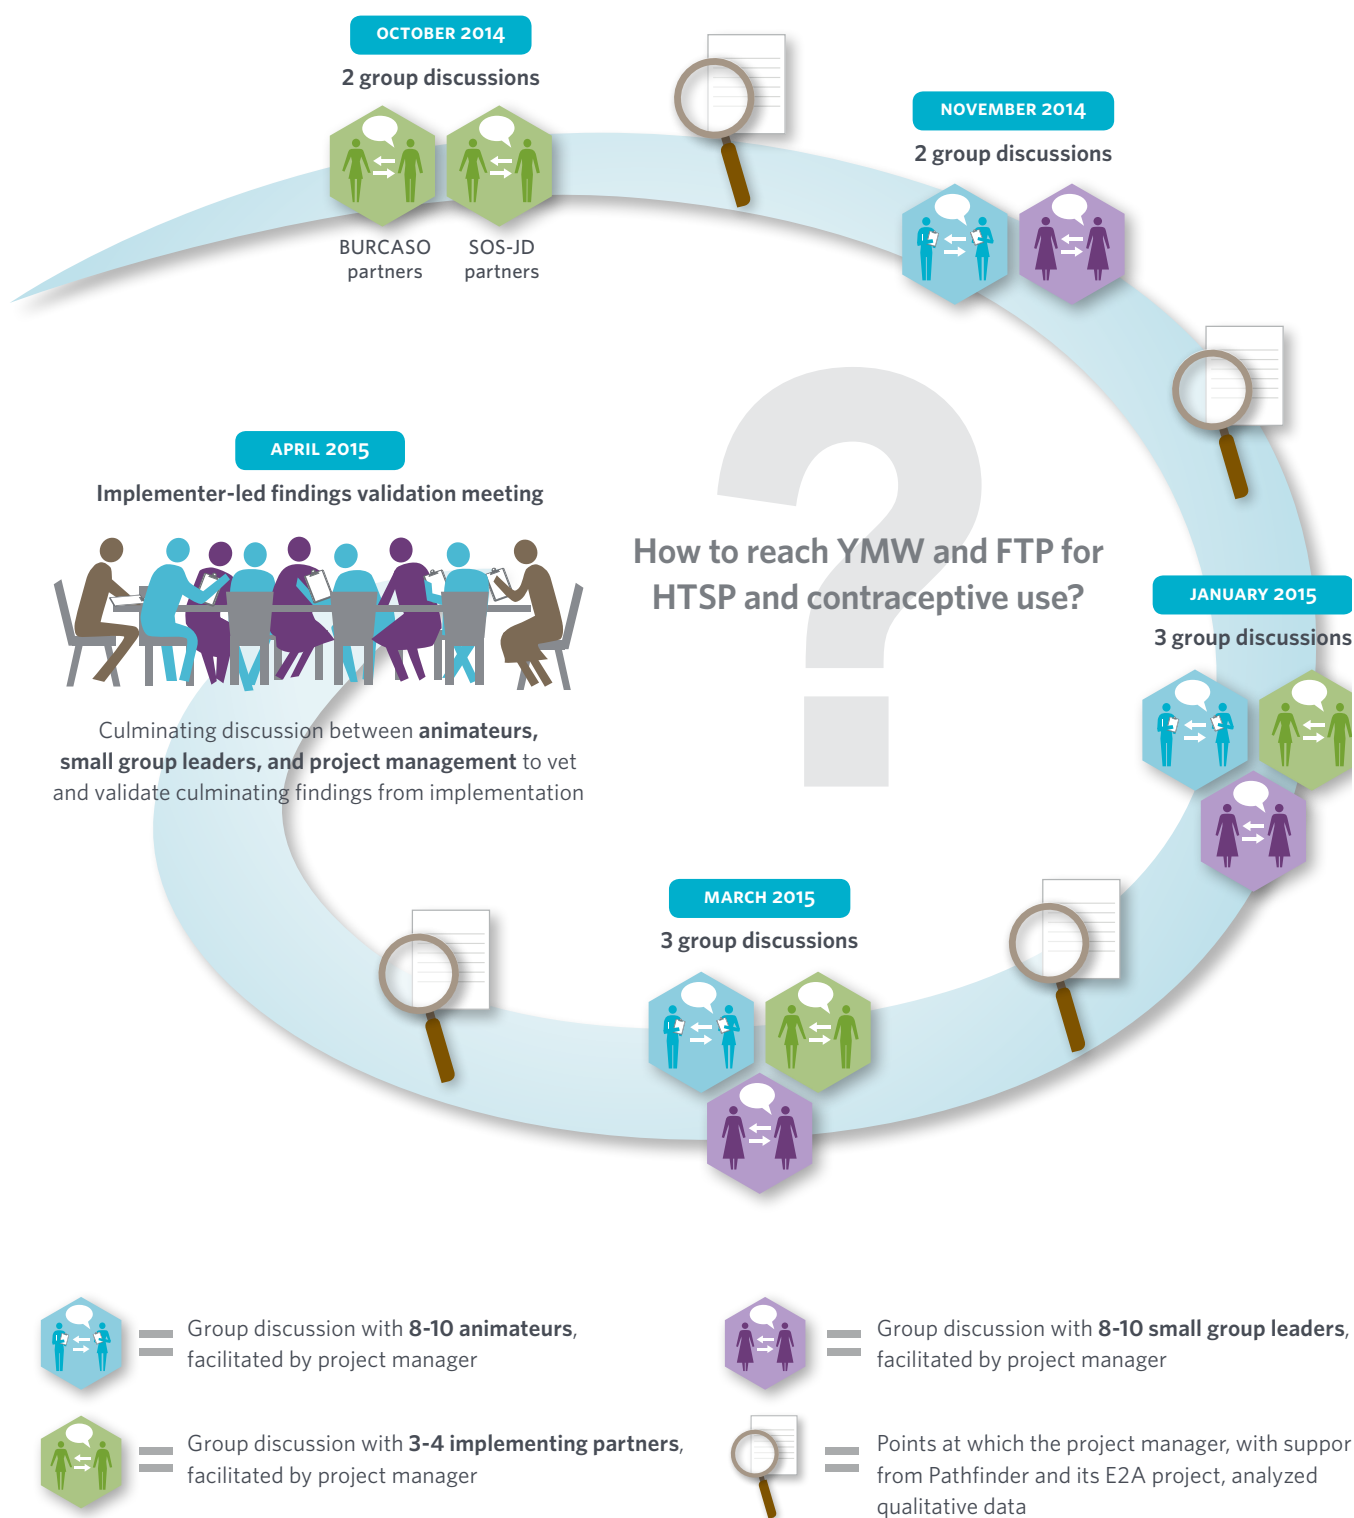 OCTOBER 2014
2 group discussions
BURCASO
partners
SOS-JD
partners
NOVEMBER 2014
2 group discussions
APRIL 2015
Implementer-led findings validation meeting
How to reach YMW and FTP for
HTSP and contraceptive use?
JANUARY 2015
3 group discussions
Culminating discussion between animateurs,
small group leaders, and project management to vet
and validate culminating findings from implementation
MARCH 2015
3 group discussions
Group discussion with 8-10 animateurs,
facilitated by project manager
Group discussion with 8-10 small group leaders,
facilitated by project manager
Group discussion with 3-4 implementing partners,
facilitated by project manager
Points at which the project manager, with suppor
from Pathfinder and its E2A project, analyzed
qualitative data